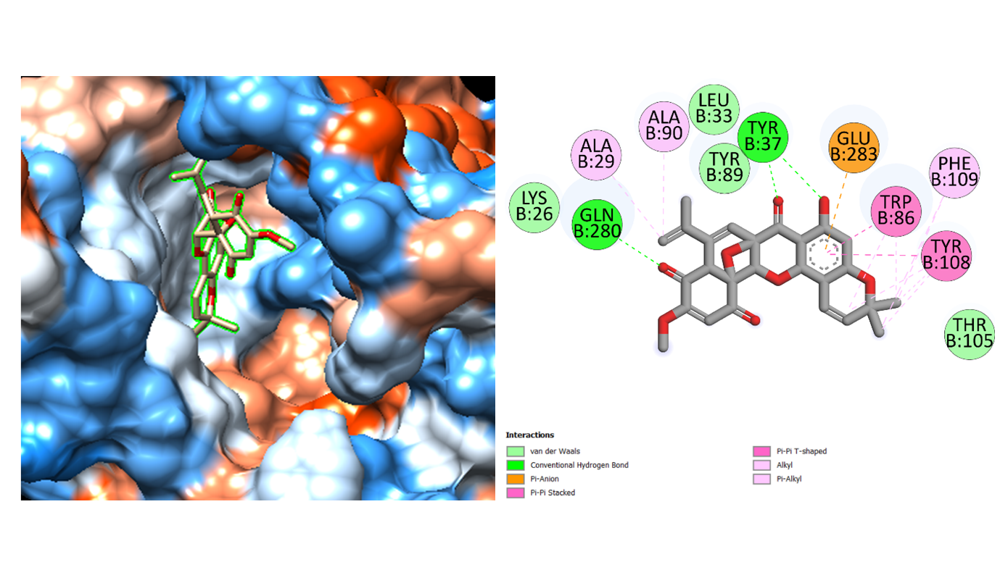 LEU
B:33
ALA
B:90
TYR
B:37
ALA
B:29
GLU
B:283
TYR
B:89
PHE
B:109
LYS
B:26
GLN
B:280
TRP
B:86
TYR
B:108
THR
B:105
Interactions
van der Waals
Conventional Hydrogen Bond
Pi-Anion
Pi-Pi Stacked
Pi-Pi T-shaped
Alkyl
Pi-Alkyl